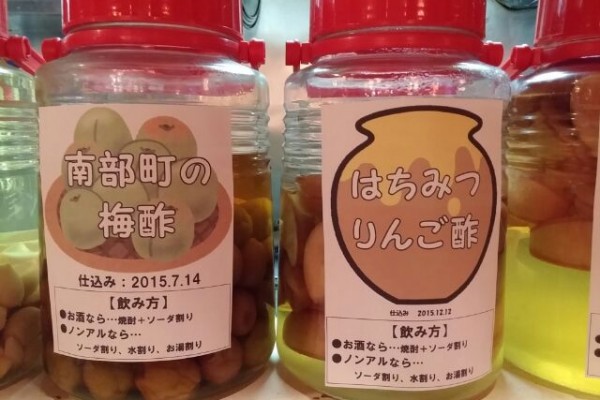 南部町の
梅酢
仕込み：2015.7.14
【飲み方】
●お酒なら…焼酎＋ソーダ割り
●ノンアルなら…
ソーダ割り、水割り、お湯割り
はちみつ
りんご酢
仕込み 2015.12.12
【飲み方】
●お酒なら…焼酎＋ソーダ割り
●ノンアルなら…
ソーダ割り、水割り、お湯割り